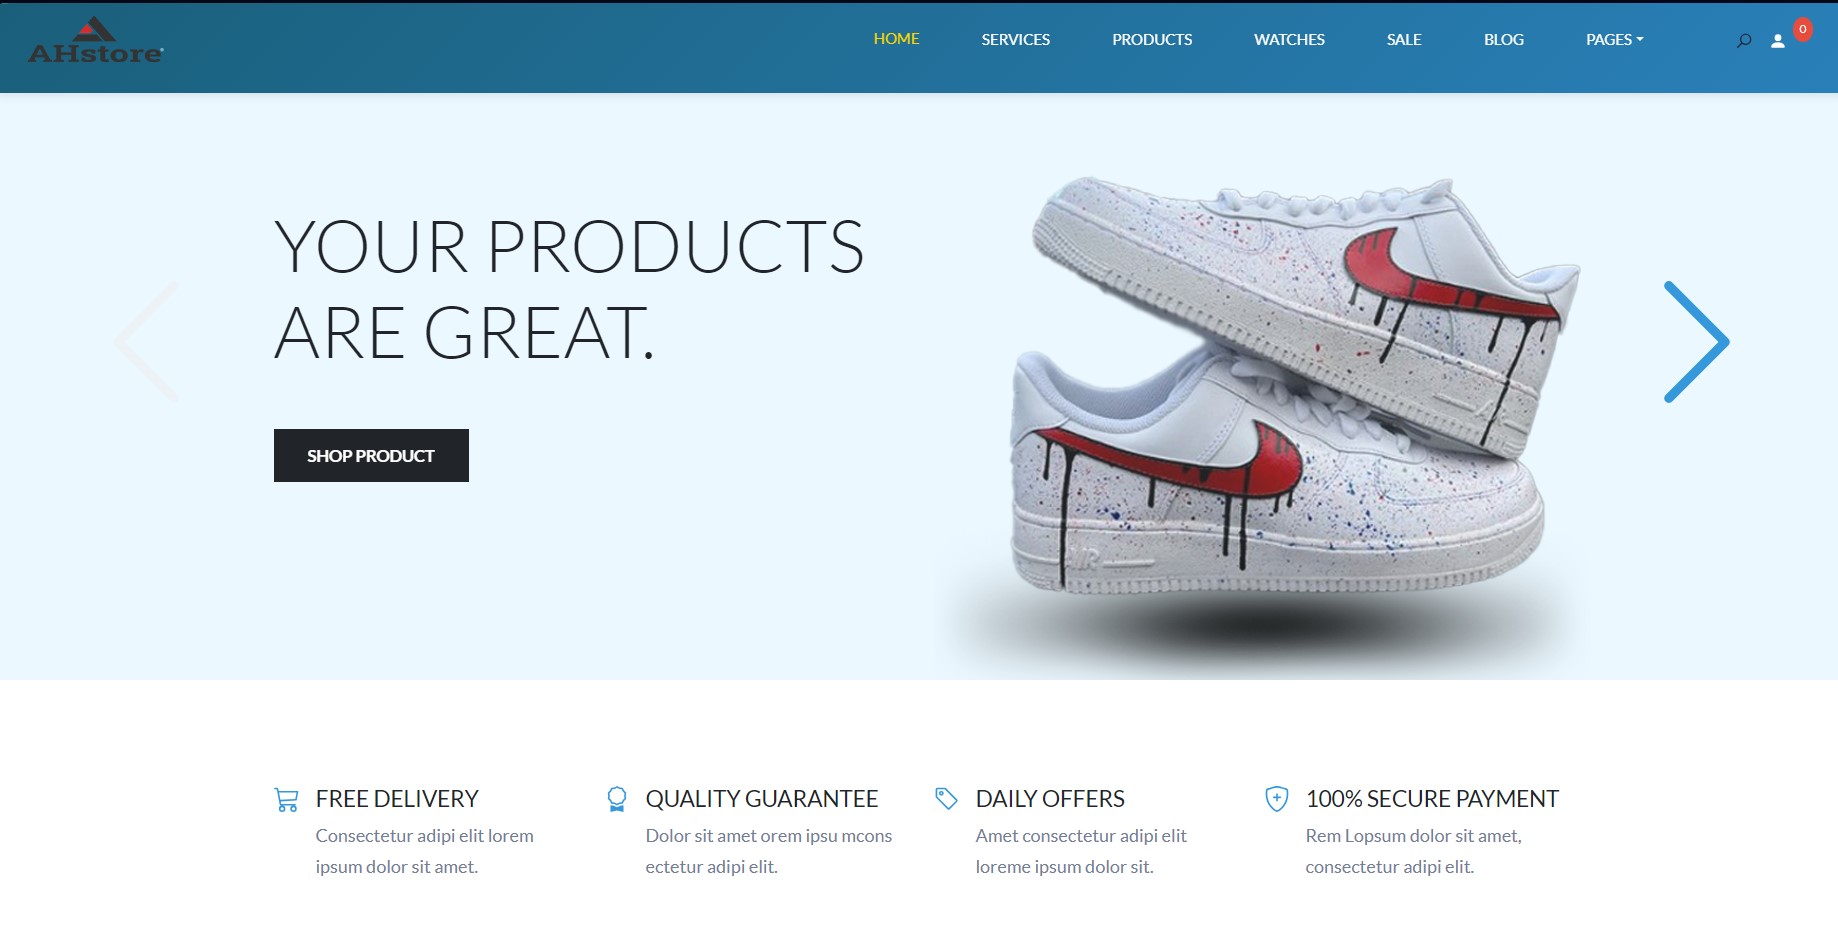 AHstore
HOME
SERVICES
PRODUCTS
WATCHES
SALE
BLOG
PAGES
0
YOUR PRODUCTS
ARE GREAT.
SHOP PRODUCT
AIR
FREE DELIVERY
Consectetur adipi elit lorem
ipsum dolor sit amet.
QUALITY GUARANTEE
Dolor sit amet orem ipsu mcons
ectetur adipi elit.
DAILY OFFERS
Amet consectetur adipi elit
loreme ipsum dolor sit.
100% SECURE PAYMENT
Rem Lopsum dolor sit amet,
consectetur adipi elit.